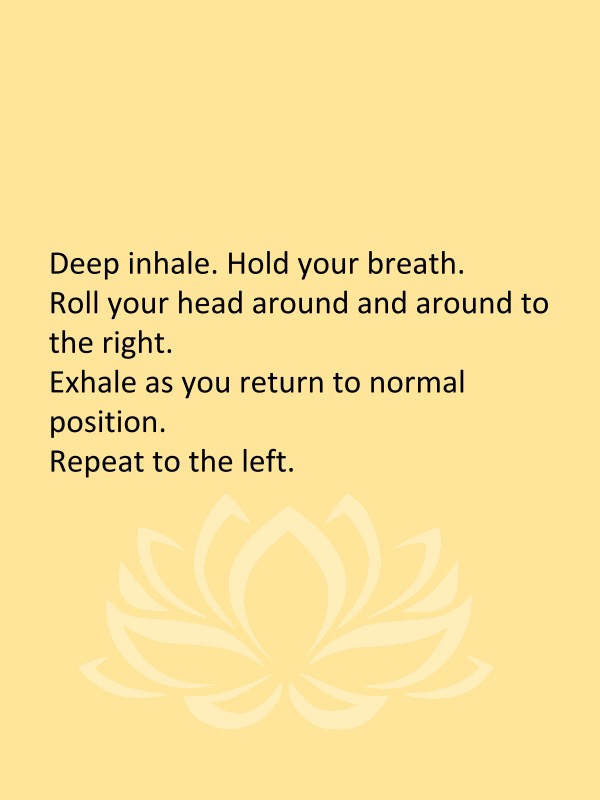 Deep inhale. Hold your breath.
Roll your head around and around to
the right.
Exhale as you return to normal
position.
Repeat to the left.